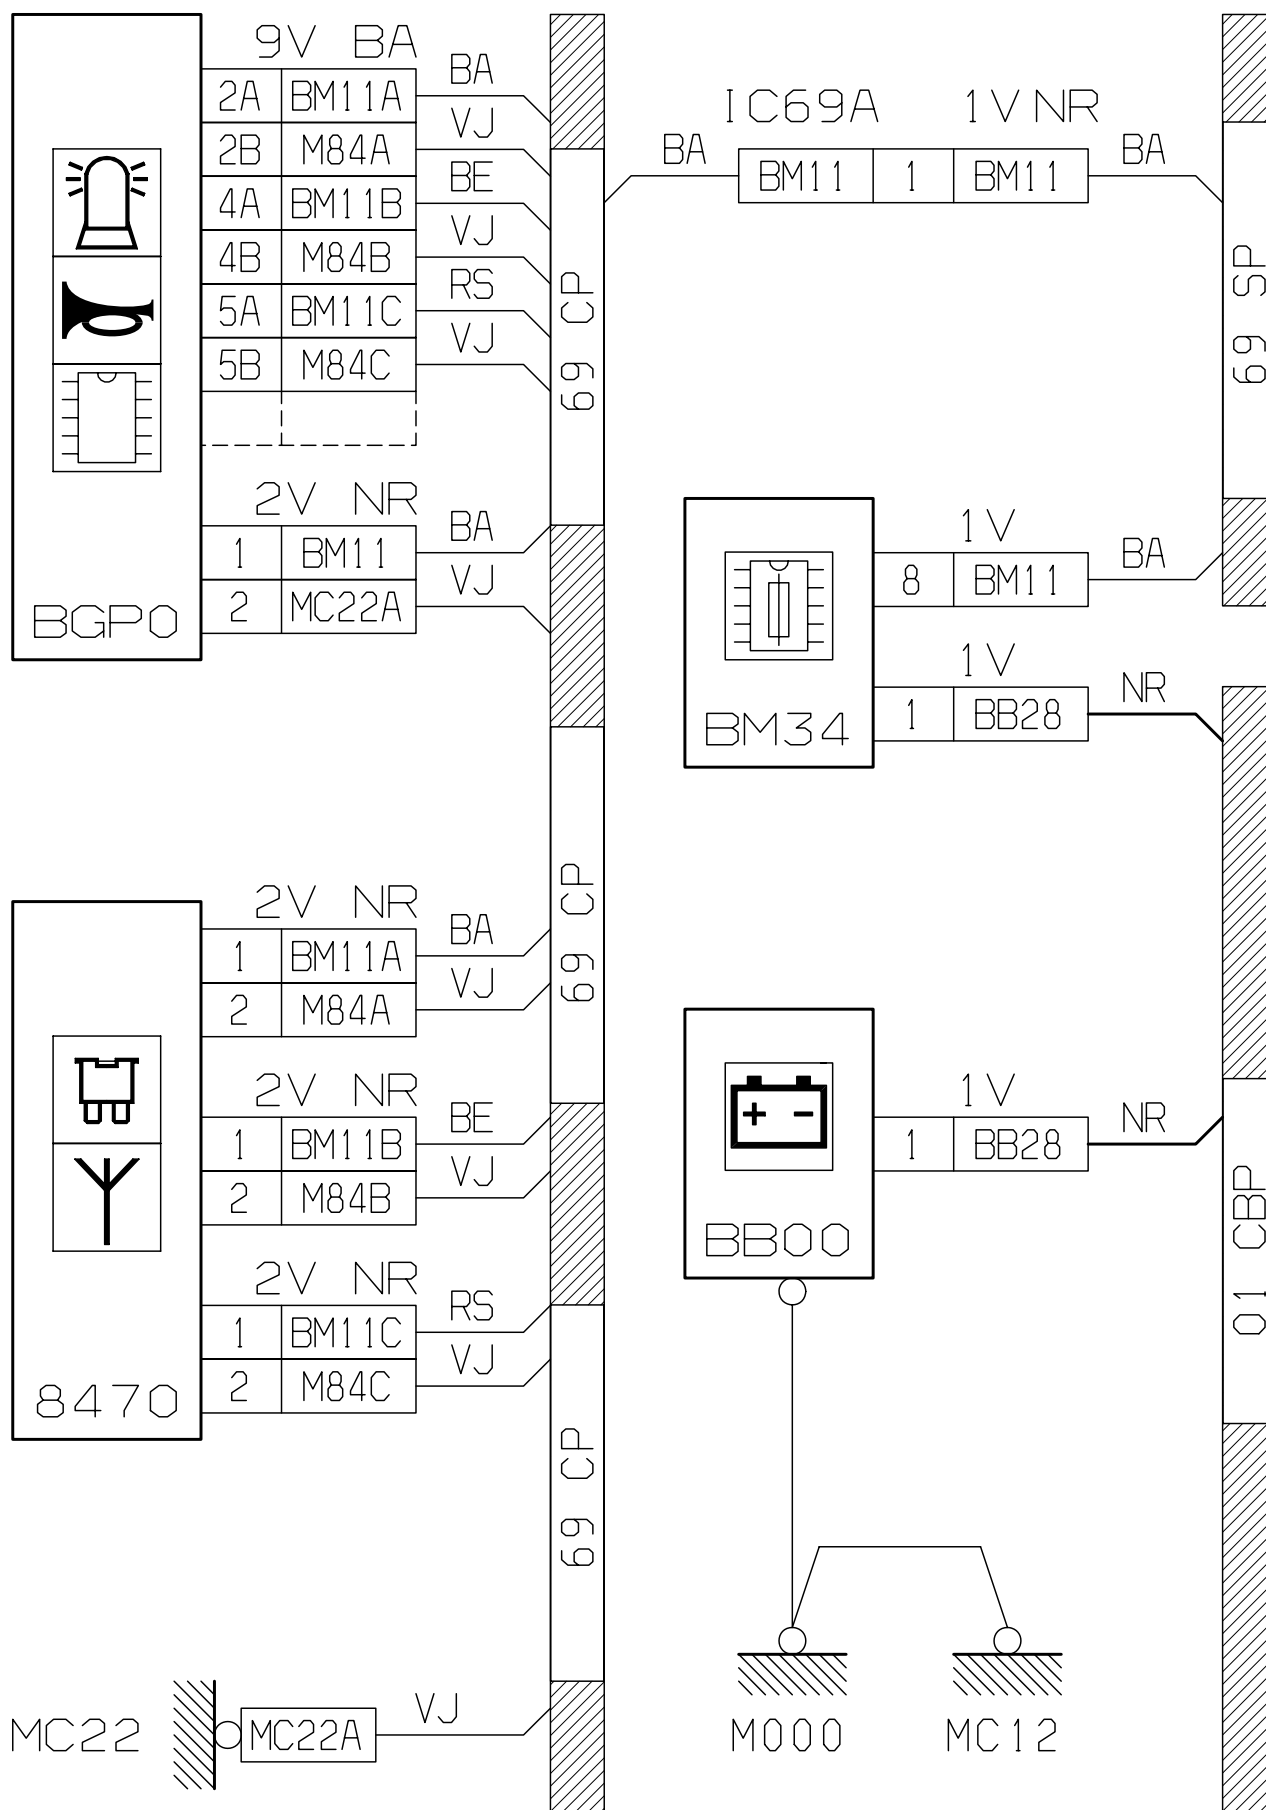 9V BA
2A BM11A BA
2B M84A VJ
4A BM11B BE
4B M84B VJ
5A BM11C RS
5B M84C VJ
2V NR
1 BM11 BA
2 MC22A VJ
BGP0
69 CP
2V NR
1 BM11A BA
2 M84A VJ
2V NR
1 BM11B BE
2 M84B VJ
2V NR
1 BM11C RS
2 M84C VJ
8470
69 CP
69 CP
MC22 MC22A VJ
IC69A 1V NR
BA BM11 1 BM11 BA
69 SP
1V
8 BM11 BA
1V
1 BB28 NR
BM34
1V
1 BB28 NR
+ -
BB00
01 CBP
M000 MC12